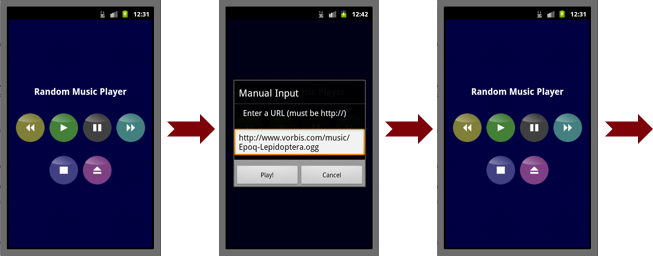 12:31
Random Music Player
12:42
Manual Input
Enter a URL (must be http://)
http://www.vorbis.com/music/
Epoq-Lepidoptera.ogg
Play!
Cancel
12:31
Random Music Player